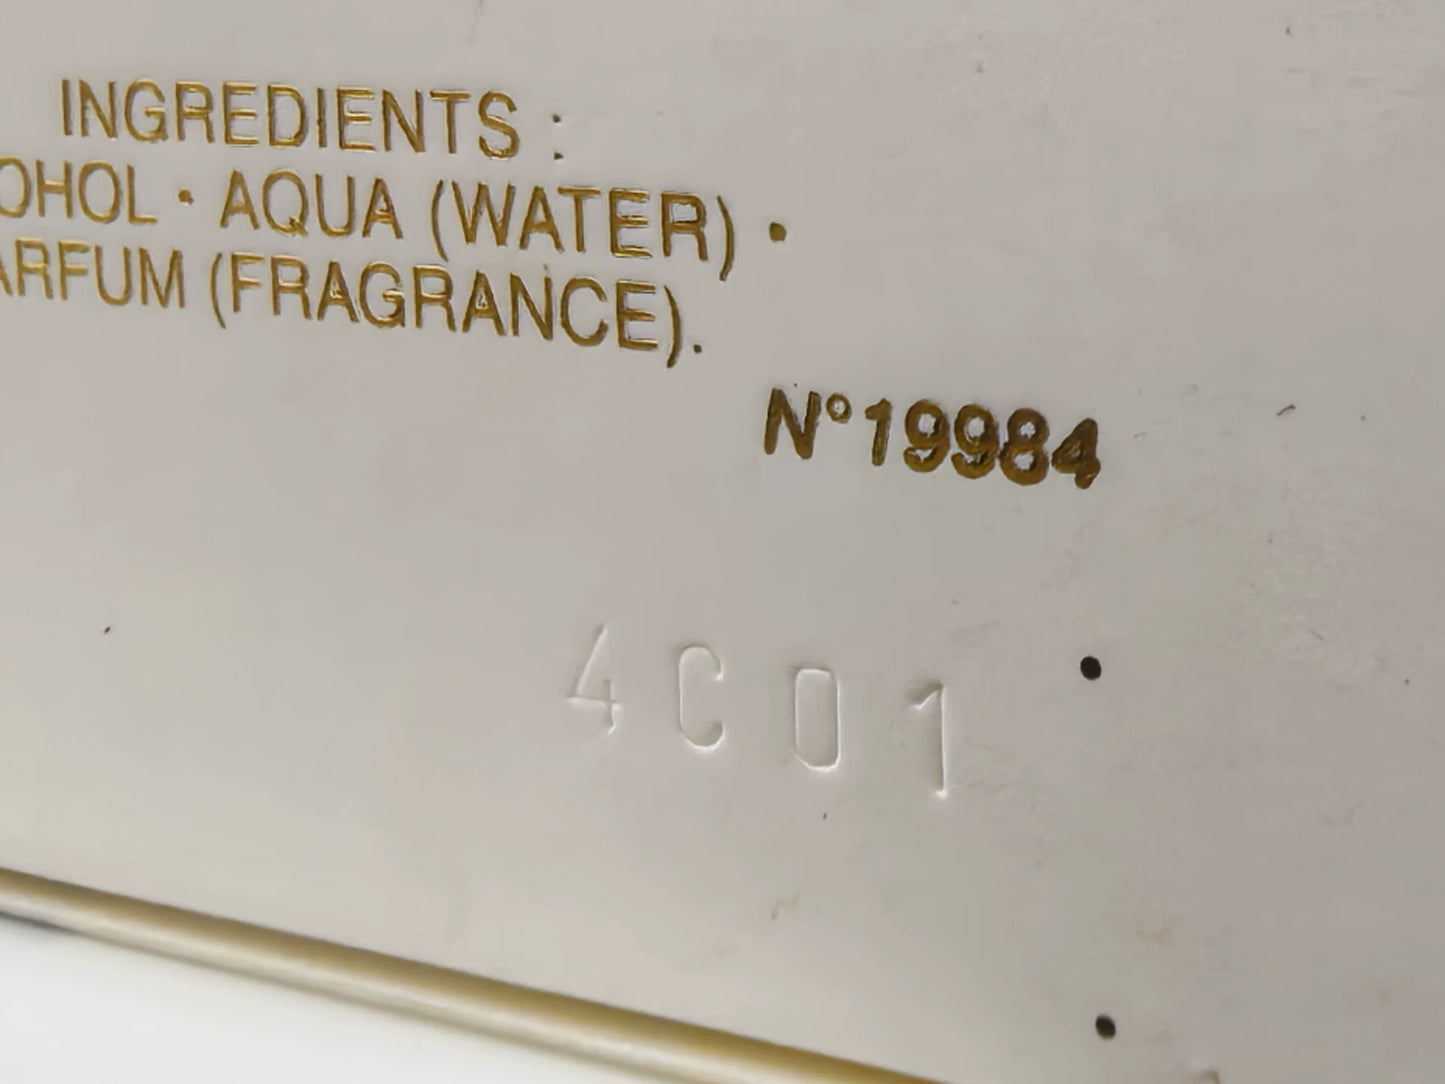 INGREDIENTS :
OHOL · AQUA (WATER) ·
ARFUM (FRAGRANCE).
N°19984
4C01